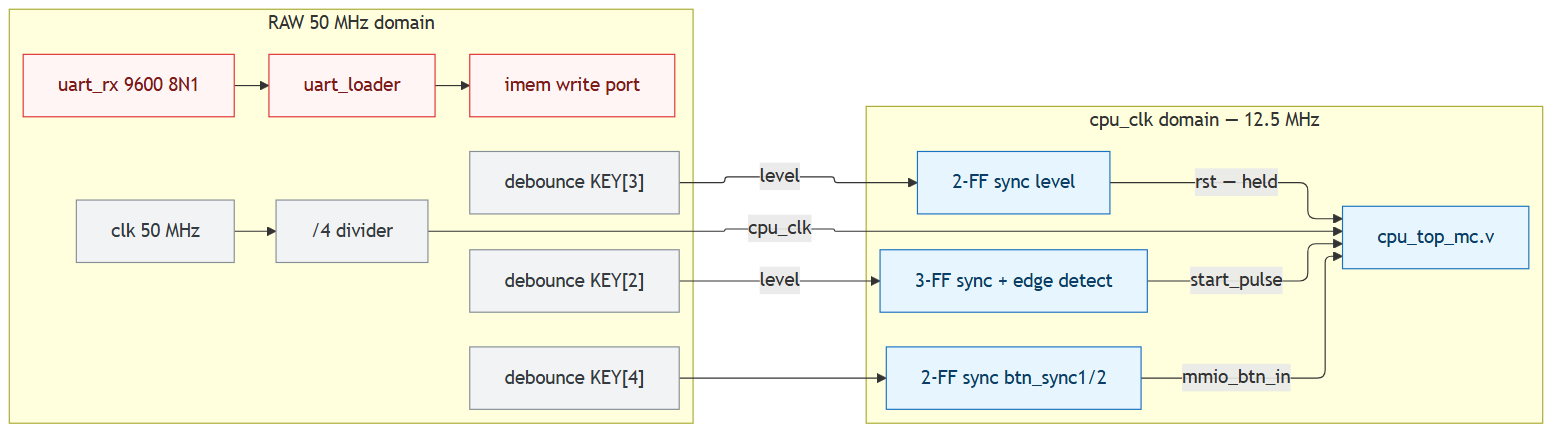 RAW 50 MHz domain
uart_rx 9600 8N1
uart_loader
imem write port
cpu_clk domain — 12.5 MHz
debounce KEY[3]
level
2-FF sync level
rst — held
clk 50 MHz
/4 divider
cpu_clk
cpu_top_mc.v
debounce KEY[2]
level
3-FF sync + edge detect
start_pulse
debounce KEY[4]
2-FF sync btn_sync1/2
mmio_btn_in